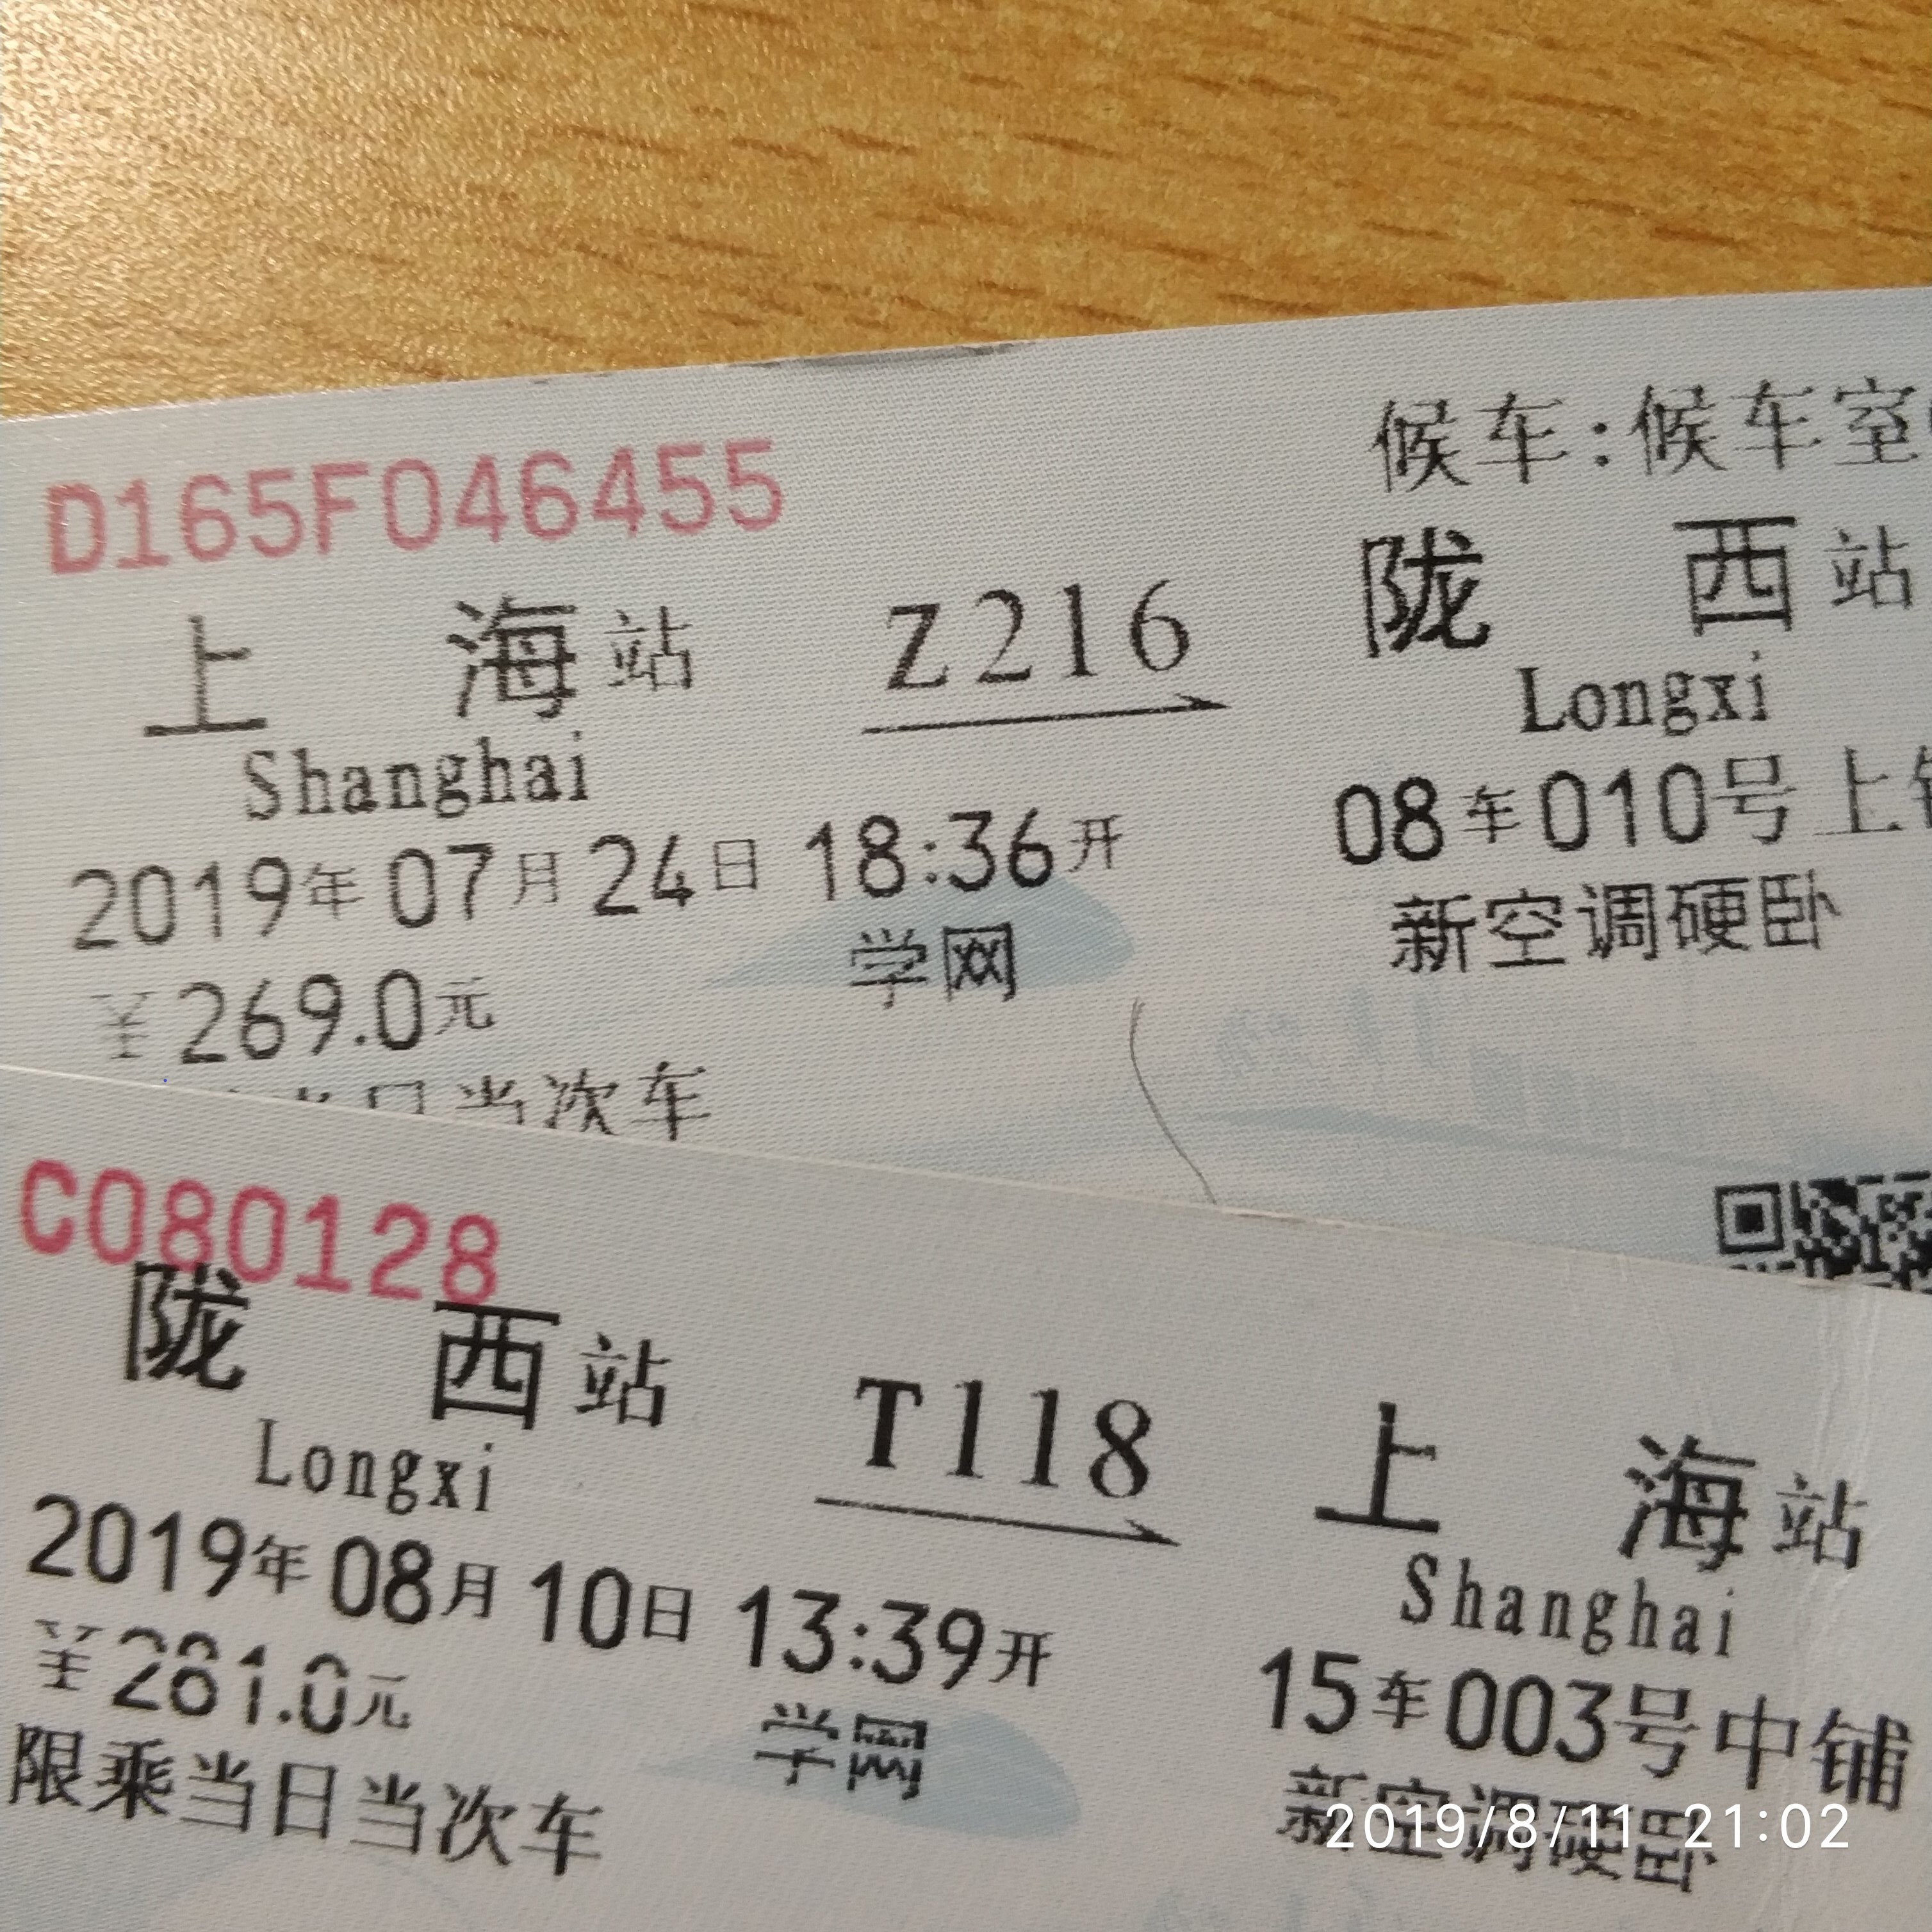 D165F046455
候车:候车室
上海站 Z216 陇西站
Shanghai Longxi
2019年07月24日 18:36开 08车010号上
¥269.0元 学网 新空调硬卧
当日当次车
C080128
陇西站 T118 上海站
Longxi Shanghai
2019年08月10日 13:39开 15车003号中铺
¥261.0元 学网 新空调硬卧
限乘当日当次车
2019/8/11 21:02